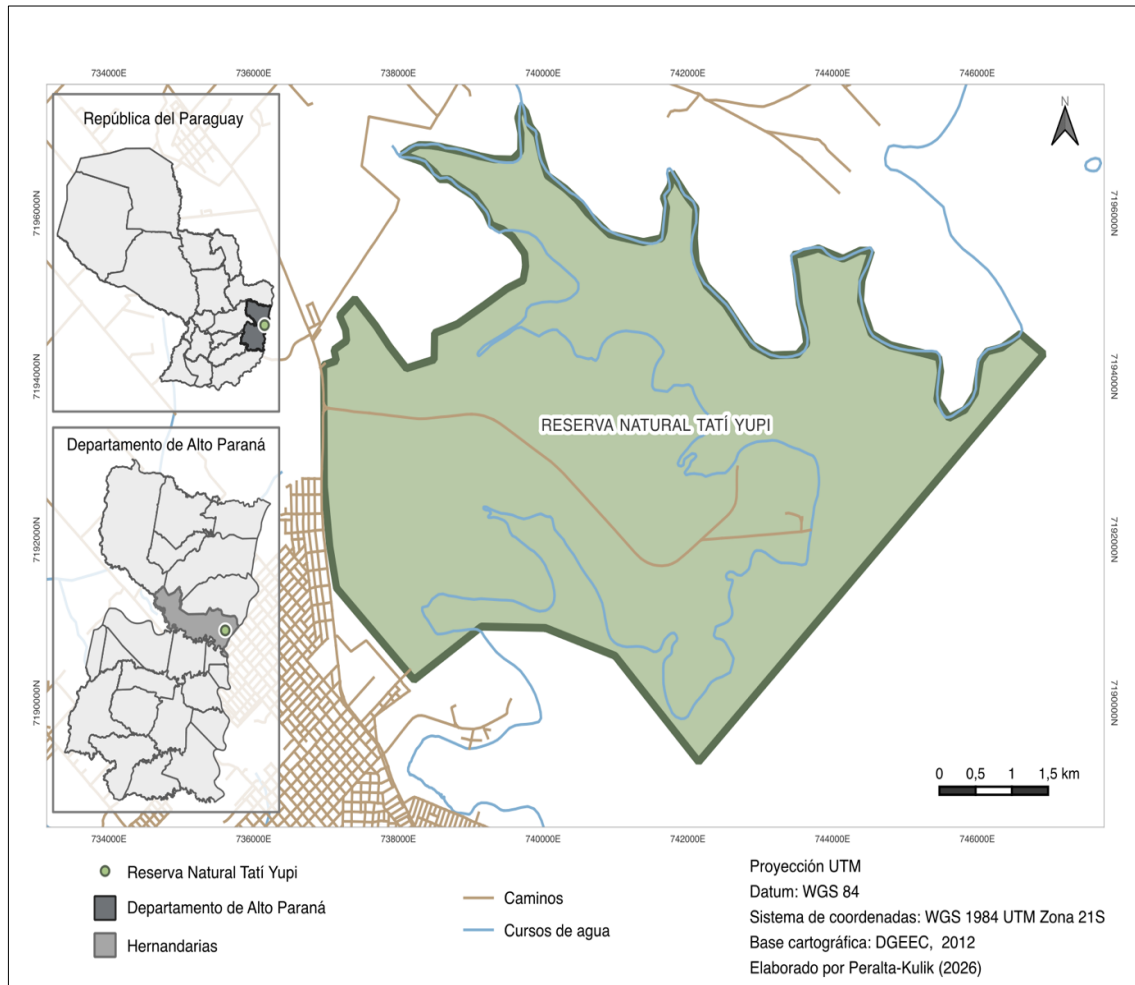 734000E 736000E 738000E 740000E 742000E 744000E 746000E
República del Paraguay
N
7196000N
7196000N
7194000N
7194000N
RESERVA NATURAL TATÍ YUPI
Departamento de Alto Paraná
7192000N
7192000N
7190000N
7190000N
0 0,5 1 1,5 km
734000E 736000E 738000E 740000E 742000E 744000E 746000E
Reserva Natural Tatí Yupi
Departamento de Alto Paraná
Hernandarias
Caminos
Cursos de agua
Proyección UTM
Datum: WGS 84
Sistema de coordenadas: WGS 1984 UTM Zona 21S
Base cartográfica: DGEEC, 2012
Elaborado por Peralta-Kulik (2026)